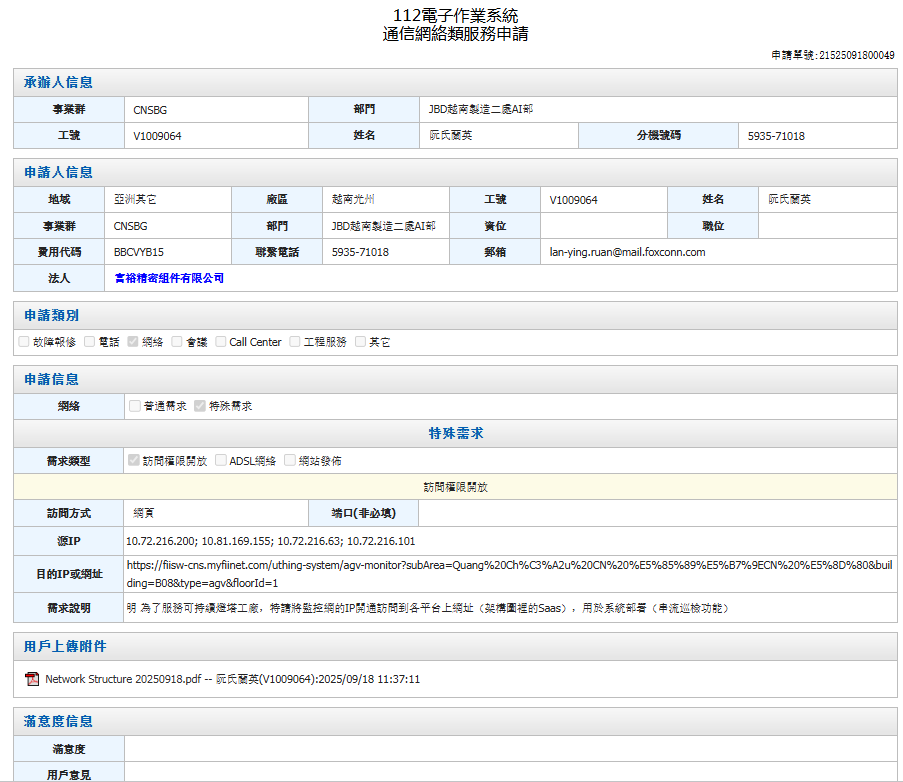 112電子作業系統
通信網絡類服務申請
申請單號:21525091800049
承辦人信息
事業群 CNSBG 部門 JBD越南製造二處AI部
工號 V1009064 姓名 阮氏蘭英 分機號碼 5935-71018
申請人信息
地域 亞洲其它 廠區 越南光州 工號 V1009064 姓名 阮氏蘭英
事業群 CNSBG 部門 JBD越南製造二處AI部 資位 職位
費用代碼 BBCVYB15 聯繫電話 5935-71018 郵箱 lan-ying.ruan@mail.foxconn.com
法人 富裕精密組件有限公司
申請類別
故障報修 電話 網絡 會議 Call Center 工程服務 其它
申請信息
網絡 普通需求 特殊需求
特殊需求
需求類型 訪問權限開放 ADSL網絡 網站發佈
訪問權限開放
訪問方式 網頁 端口(非必填)
源IP 10.72.216.200; 10.81.169.155; 10.72.216.63; 10.72.216.101
目的IP或網址 https://fiisw-cns.myfiinet.com/uthing-system/agv-monitor?subArea=Quang%20Ch%C3%A2u%20CN%20%E5%85%89%E5%B7%9ECN%20%E5%8D%80&buil
ding=B08&type=agv&floorId=1
需求說明 明 為了服務可持續燈塔工廠，特請將監控網的IP開通訪問到各平台上網址（架構圖裡的Saas），用於系統部署（串流巡檢功能）
用戶上傳附件
Network Structure 20250918.pdf -- 阮氏蘭英(V1009064):2025/09/18 11:37:11
滿意度信息
滿意度
用戶意見